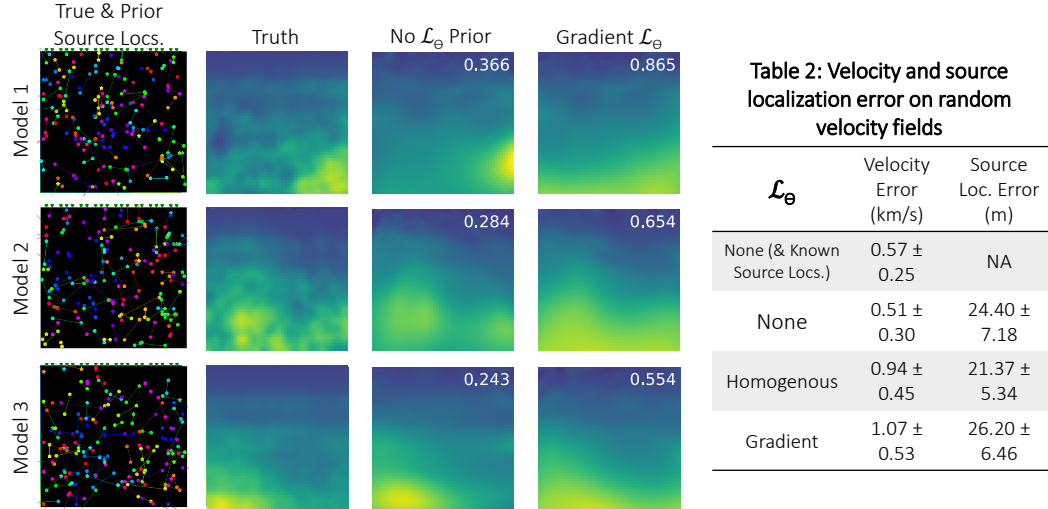 True & Prior
Source Locs.
Truth
No ℒ_Θ Prior
Gradient ℒ_Θ
Model 1
0.366
0.865
Model 2
0.284
0.654
Model 3
0.243
0.554
Table 2: Velocity and source
localization error on random
velocity fields
ℒ_Θ
Velocity
Error
(km/s)
Source
Loc. Error
(m)
None (& Known
Source Locs.)
0.57 ±
0.25
NA
None
0.51 ±
0.30
24.40 ±
7.18
Homogenous
0.94 ±
0.45
21.37 ±
5.34
Gradient
1.07 ±
0.53
26.20 ±
6.46